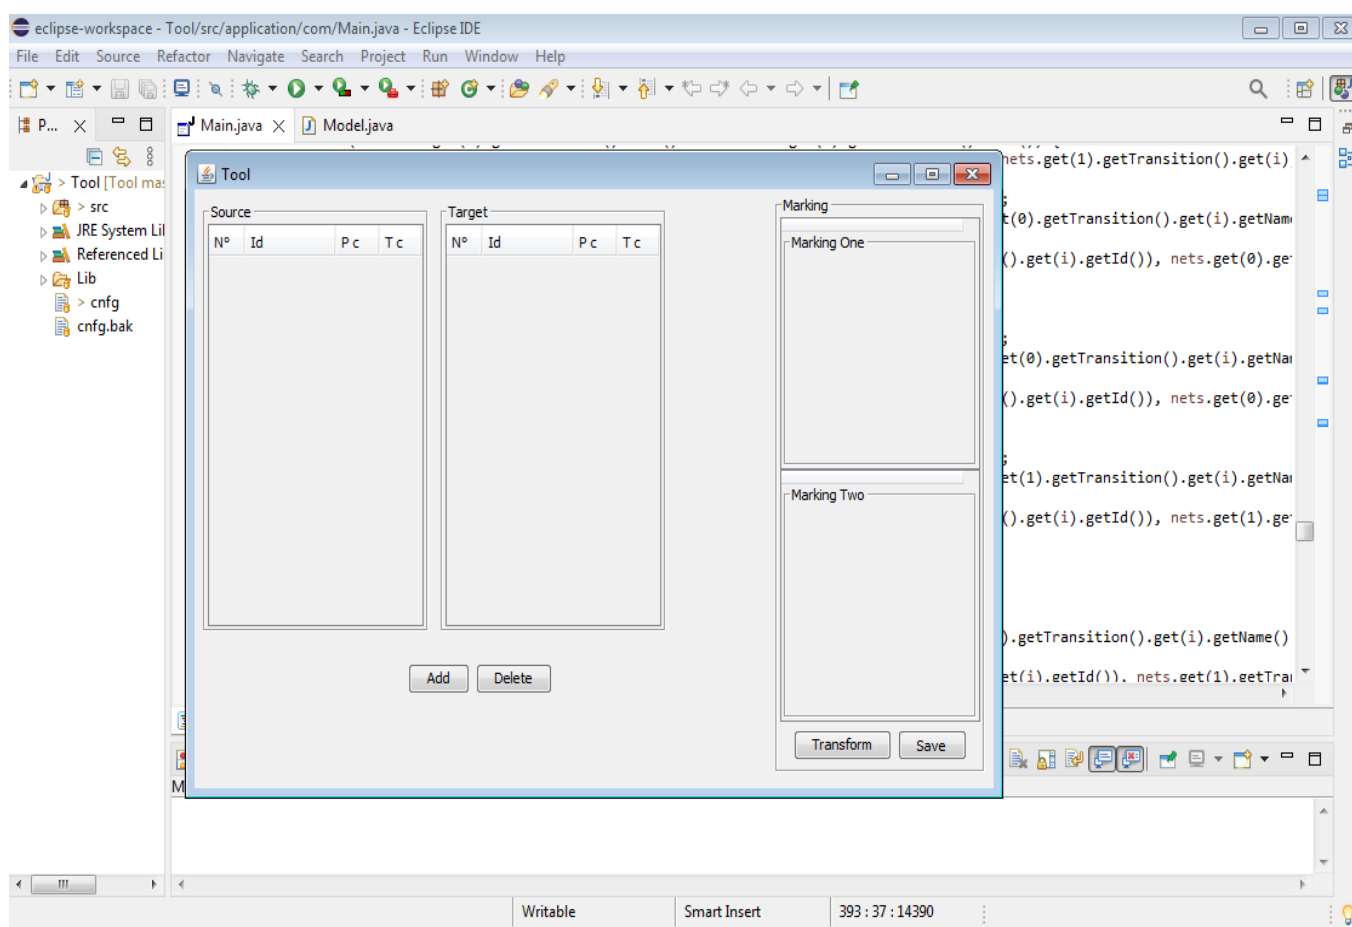 eclipse-workspace - Tool/src/application/com/Main.java - Eclipse IDE
File Edit Source Refactor Navigate Search Project Run Window Help
P... Main.java Model.java
Tool
> Tool [Tool mas
> src
JRE System Lil
Referenced Li
Lib
> cnfg
cnfg.bak
Source
N° Id P c T c
Target
N° Id P c T c
Marking
Marking One
Marking Two
Add Delete
Transform Save
nets.get(1).getTransition().get(i)
;
t(0).getTransition().get(i).getName
().get(i).getId()), nets.get(0).ge
;
et(0).getTransition().get(i).getNam
().get(i).getId()), nets.get(0).ge
;
et(1).getTransition().get(i).getNam
().get(i).getId()), nets.get(1).ge
).getTransition().get(i).getName()
et(i).getId()), nets.get(1).getTra
M
Writable Smart Insert 393 : 37 : 14390